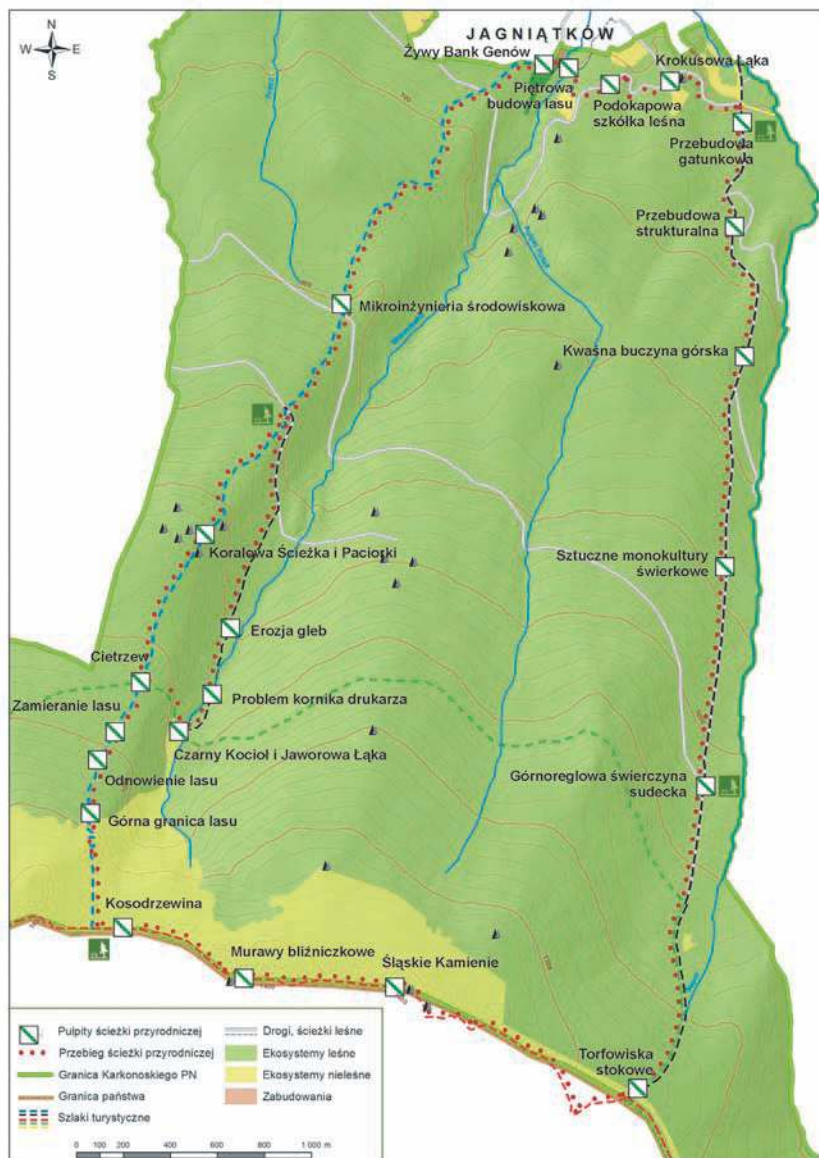 N
W E
S
JAGNIĄTKÓW
Żywy Bank Genów
Krokusowa Łąka
Piętrowa
budowa lasu
Podokapowa
szkółka leśna
Przebudowa
gatunkowa
Przebudowa
strukturalna
Mikroinżynieria środowiskowa
Kwaśna buczyna górska
Koralowa Ścieżka i Paciorki
Sztuczne monokultury
świerkowe
Erozja gleb
Cietrzew
Problem kornika drukarza
Zamieranie lasu
Czarny Kocioł i Jaworowa Łąka
Odnowienie lasu
Górnoreglowa świerczyna
sudecka
Górna granica lasu
Kosodrzewina
Murawy bliźniczkowe
Śląskie Kamienie
Torfowiska
stokowe
Pulpity ścieżki przyrodniczej
Przebieg ścieżki przyrodniczej
Granica Karkonoskiego PN
Granica państwa
Szlaki turystyczne
Drogi, ścieżki leśne
Ekosystemy leśne
Ekosystemy nieleśne
Zabudowania
0 100 200 400 600 800 1 000 m